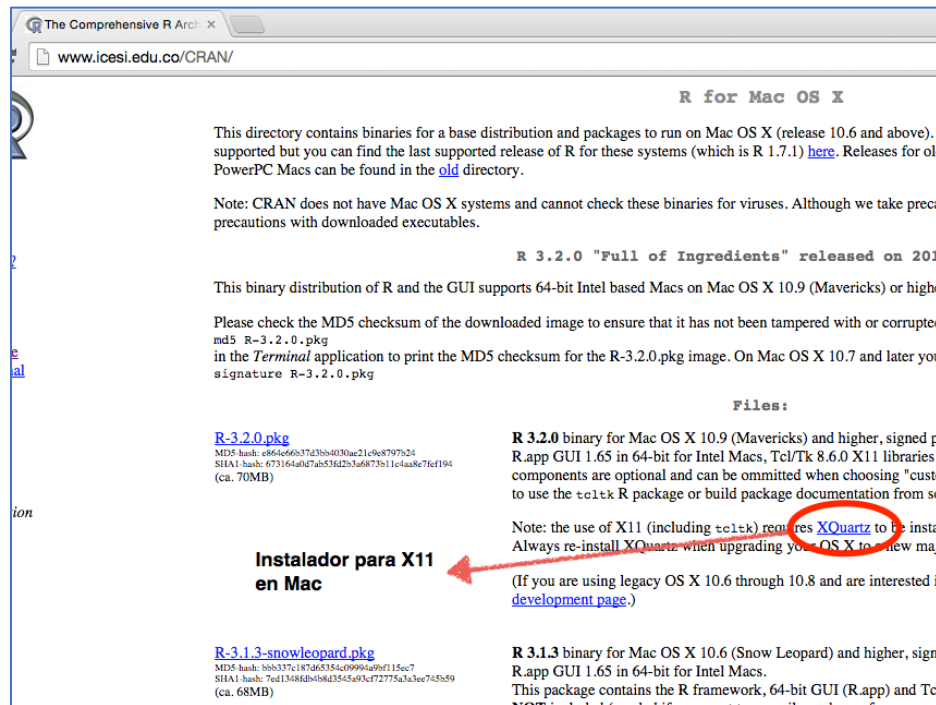 The Comprehensive R Arch ×
www.icesi.edu.co/CRAN/
R for Mac OS X
This directory contains binaries for a base distribution and packages to run on Mac OS X (release 10.6 and above).
supported but you can find the last supported release of R for these systems (which is R 1.7.1) here. Releases for ol
PowerPC Macs can be found in the old directory.
Note: CRAN does not have Mac OS X systems and cannot check these binaries for viruses. Although we take preca
precautions with downloaded executables.
?
R 3.2.0 "Full of Ingredients" released on 201
This binary distribution of R and the GUI supports 64-bit Intel based Macs on Mac OS X 10.9 (Mavericks) or highe
Please check the MD5 checksum of the downloaded image to ensure that it has not been tampered with or corrupte
md5 R-3.2.0.pkg
e
in the Terminal application to print the MD5 checksum for the R-3.2.0.pkg image. On Mac OS X 10.7 and later you
al
signature R-3.2.0.pkg
Files:
R-3.2.0.pkg
MD5-hash: e864e66b37d3bb4030ac21c9e8797b24
SHA1-hash: 673164a0d7ab53fd2b3a6873b11c4aa8e7fef194
(ca. 70MB)
R 3.2.0 binary for Mac OS X 10.9 (Mavericks) and higher, signed p
R.app GUI 1.65 in 64-bit for Intel Macs, Tcl/Tk 8.6.0 X11 libraries
components are optional and can be ommitted when choosing "custo
to use the tcltk R package or build package documentation from so
ion
Note: the use of X11 (including tcltk) requires XQuartz to be insta
Always re-install XQuartz when upgrading your OS X to a new maj
Instalador para X11
en Mac
(If you are using legacy OS X 10.6 through 10.8 and are interested i
development page.)
R-3.1.3-snowleopard.pkg
MD5-hash: bbb337c187d65354c09994a9bf115ec7
SHA1-hash: 7ed1348fdb4b8d3545a93cf72775a3a3ee745b59
(ca. 68MB)
R 3.1.3 binary for Mac OS X 10.6 (Snow Leopard) and higher, sign
R.app GUI 1.65 in 64-bit for Intel Macs.
This package contains the R framework, 64-bit GUI (R.app) and Tc